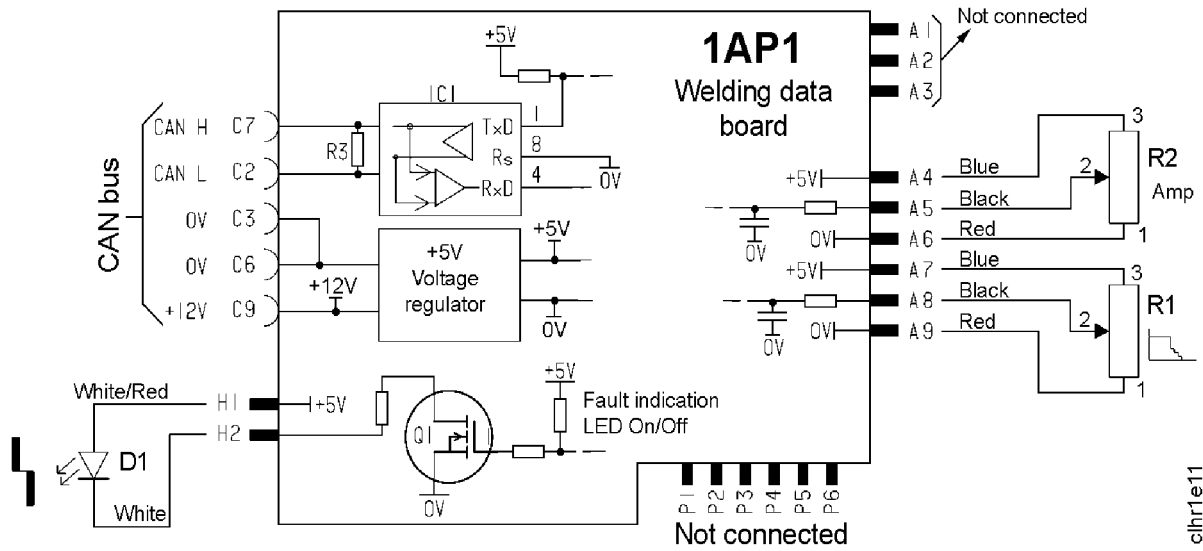 1AP1
Welding data
board
+5V
IC1
1
TxD
8
Rs
4
RxD
0V
R3
CAN bus
CAN H C7
CAN L C2
0V C3
0V C6
+12V C9
+12V
+5V
Voltage
regulator
+5V
0V
A1
A2
A3
Not connected
+5V A4 Blue
A5 Black
0V A6 Red
0V
3
2
1
R2
Amp
+5V A7 Blue
A8 Black
0V A9 Red
0V
3
2
1
R1
White/Red H1 +5V
H2
D1
White
Q1
0V
+5V
Fault indication
LED On/Off
P1 P2 P3 P4 P5 P6
Not connected
clhr1e11